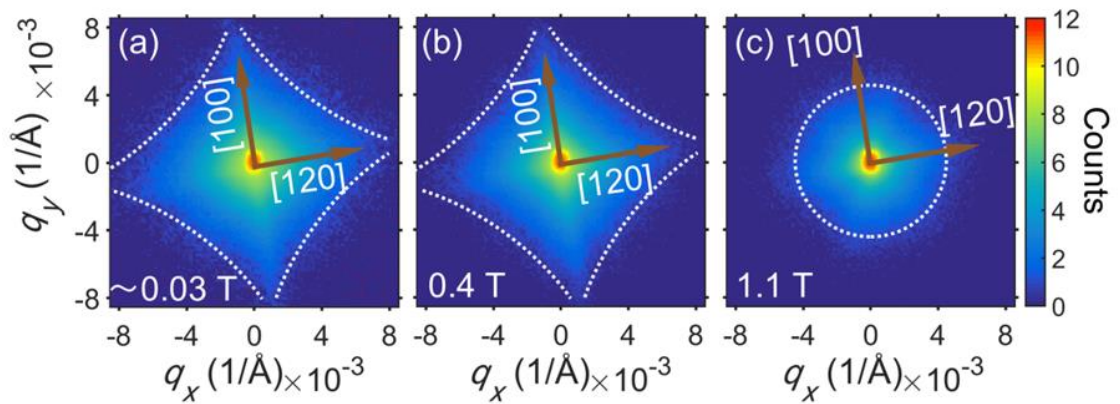 (a)
(b)
(c)
[100]
[120]
~0.03 T
[100]
[120]
0.4 T
[100]
[120]
1.1 T
8
4
0
-4
-8
q_y (1/Å) ×10⁻³
-8 -4 0 4 8
-8 -4 0 4 8
-8 -4 0 4 8
q_x (1/Å) ×10⁻³
q_x (1/Å) ×10⁻³
q_x (1/Å) ×10⁻³
12
10
8
6
4
2
0
Counts